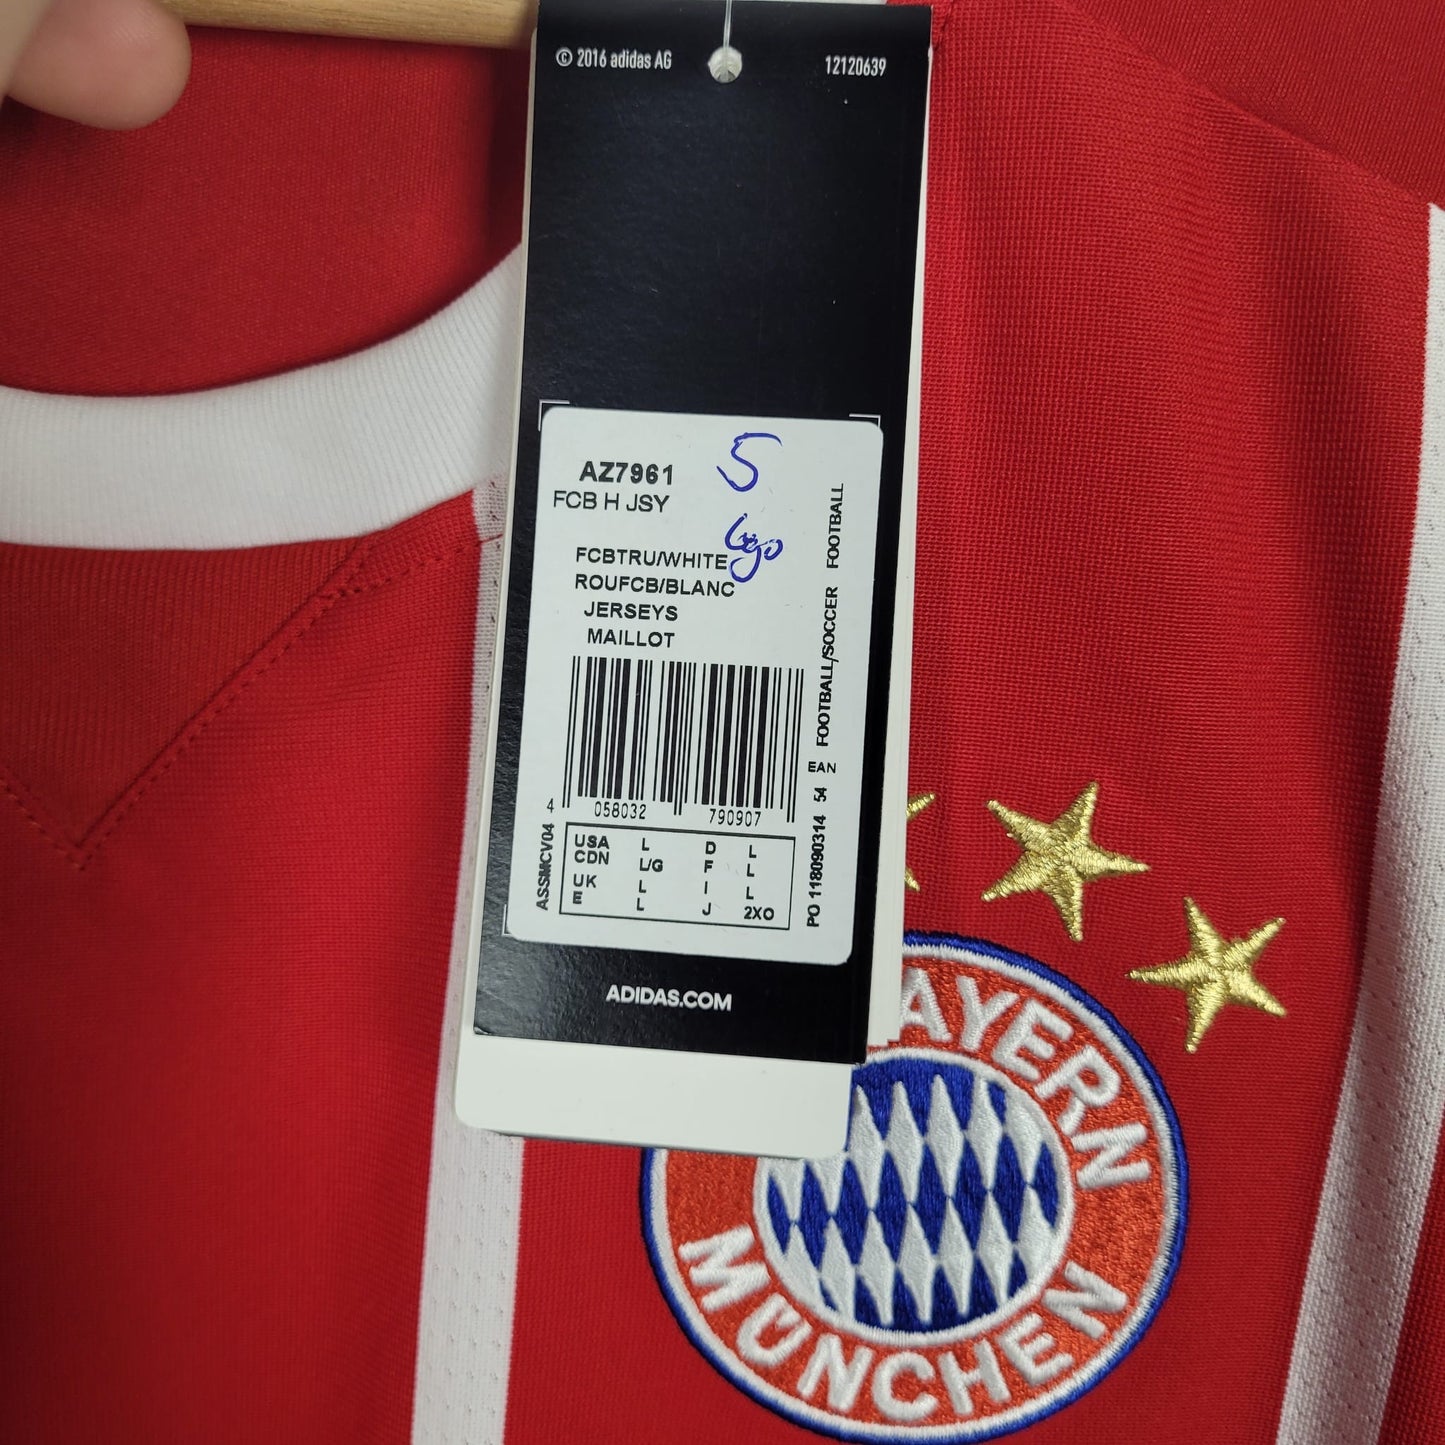 © 2016 adidas AG 12120639
AZ7961 5
FCB H JSY
Logo
FCBTRU/WHITE
ROUFCB/BLANC
JERSEYS
MAILLOT
FOOTBALL/SOCCER FOOTBALL
EAN
4 058032 790907
ASSMCV04
PO 118090314 54
USA L D L
CDN L/G F L
UK L I L
E L J 2XO
ADIDAS.COM
AYERN
MÜNCHEN